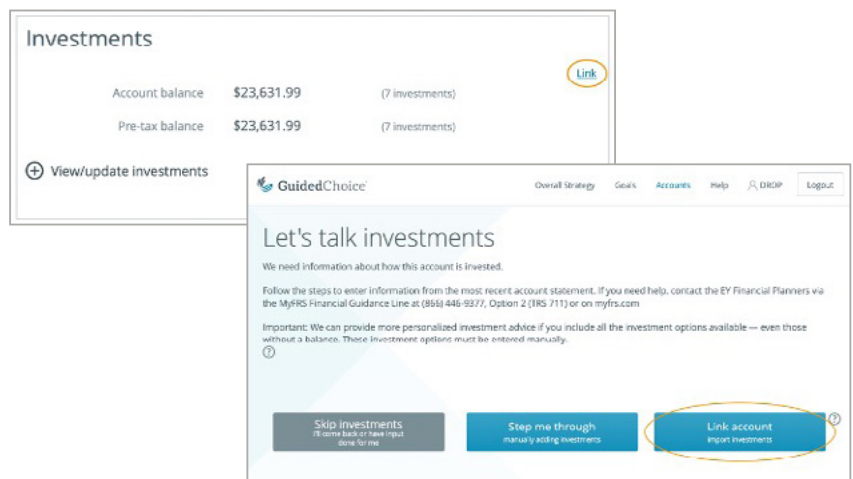 Investments
Link
Account balance $23,631.99 (7 investments)
Pre-tax balance $23,631.99 (7 investments)
View/update investments
GuidedChoice Overall Strategy Goals Accounts Help DROP Logout
Let's talk investments
We need information about how this account is invested.
Follow the steps to enter information from the most recent account statement. If you need help, contact the EY Financial Planners via
the MyFRS Financial Guidance Line at (866) 446-9377, Option 2 (TRS 711) or on myfrs.com
Important: We can provide more personalized investment advice if you include all the investment options available — even those
without a balance. These investment options must be entered manually.
?
Skip investments
I'll come back or have input
done for me
Step me through
manually adding investments
Link account
import investments
?